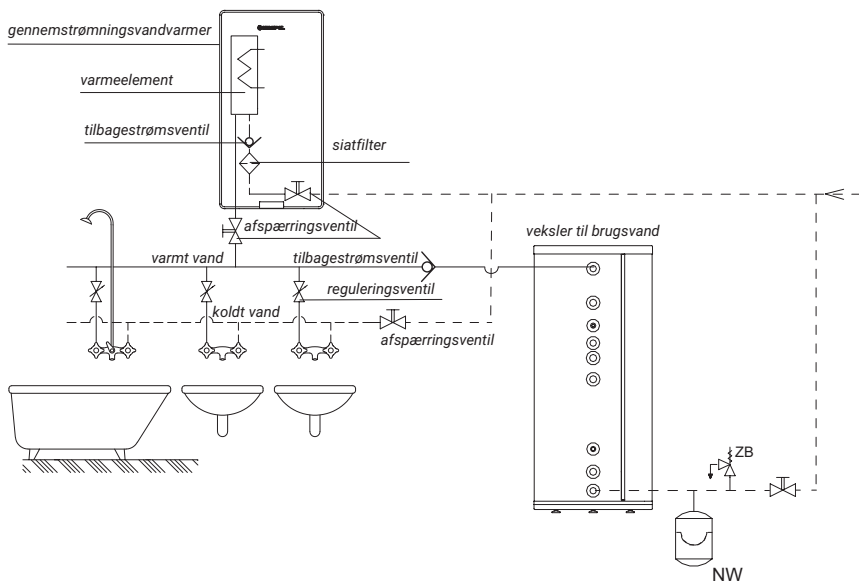 gennemstrømningsvandvarmer
varmeelement
tilbagestrømsventil
siatfilter
afspærringsventil
veksler til brugsvand
varmt vand
tilbagestrømsventil
reguleringsventil
koldt vand
afspærringsventil
ZB
NW